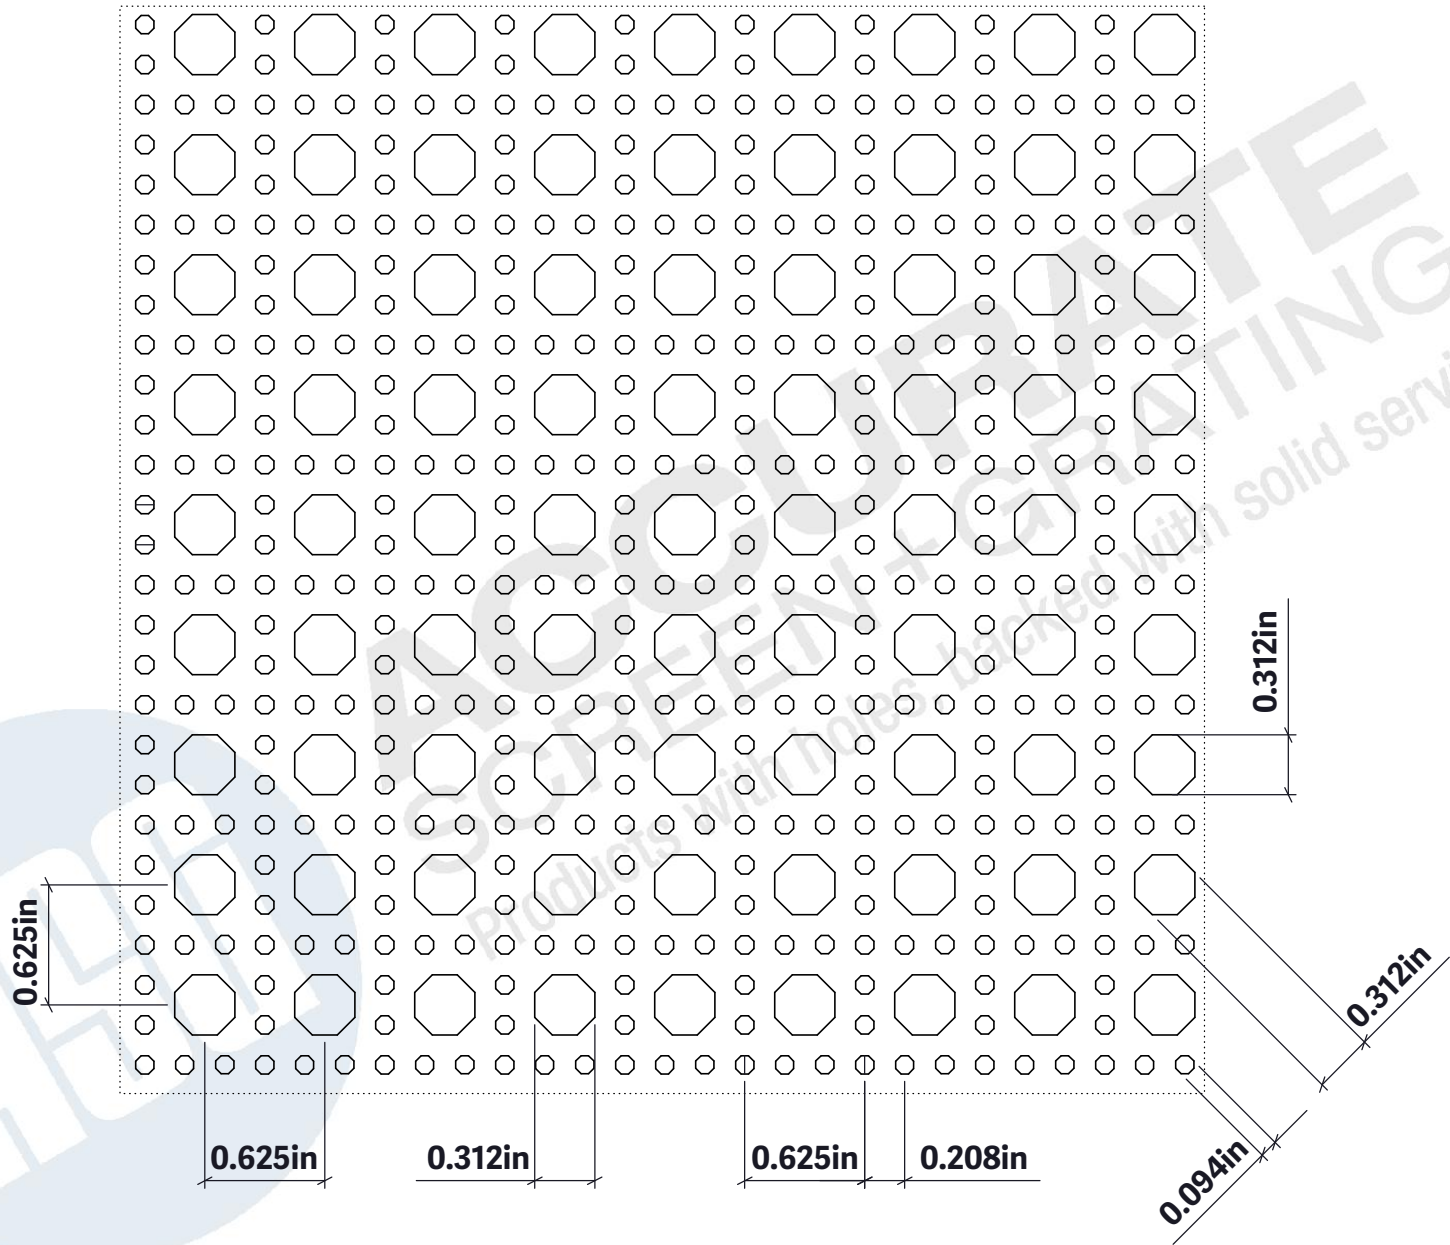 ACCURATE
SCREEN + GRATING
Products with holes, backed with solid servi
0.312in
0.625in
0.312in
0.625in
0.312in
0.625in
0.208in
0.094in